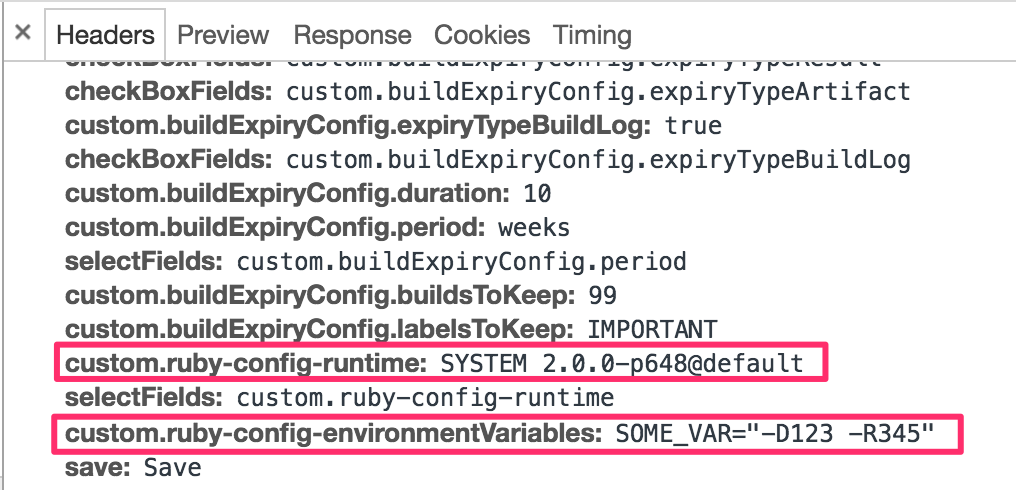 × Headers Preview Response Cookies Timing
checkBoxFields: custom.buildExpiryConfig.expiryTypeResult
checkBoxFields: custom.buildExpiryConfig.expiryTypeArtifact
custom.buildExpiryConfig.expiryTypeBuildLog: true
checkBoxFields: custom.buildExpiryConfig.expiryTypeBuildLog
custom.buildExpiryConfig.duration: 10
custom.buildExpiryConfig.period: weeks
selectFields: custom.buildExpiryConfig.period
custom.buildExpiryConfig.buildsToKeep: 99
custom.buildExpiryConfig.labelsToKeep: IMPORTANT
custom.ruby-config-runtime: SYSTEM 2.0.0-p648@default
selectFields: custom.ruby-config-runtime
custom.ruby-config-environmentVariables: SOME_VAR="-D123 -R345"
save: Save